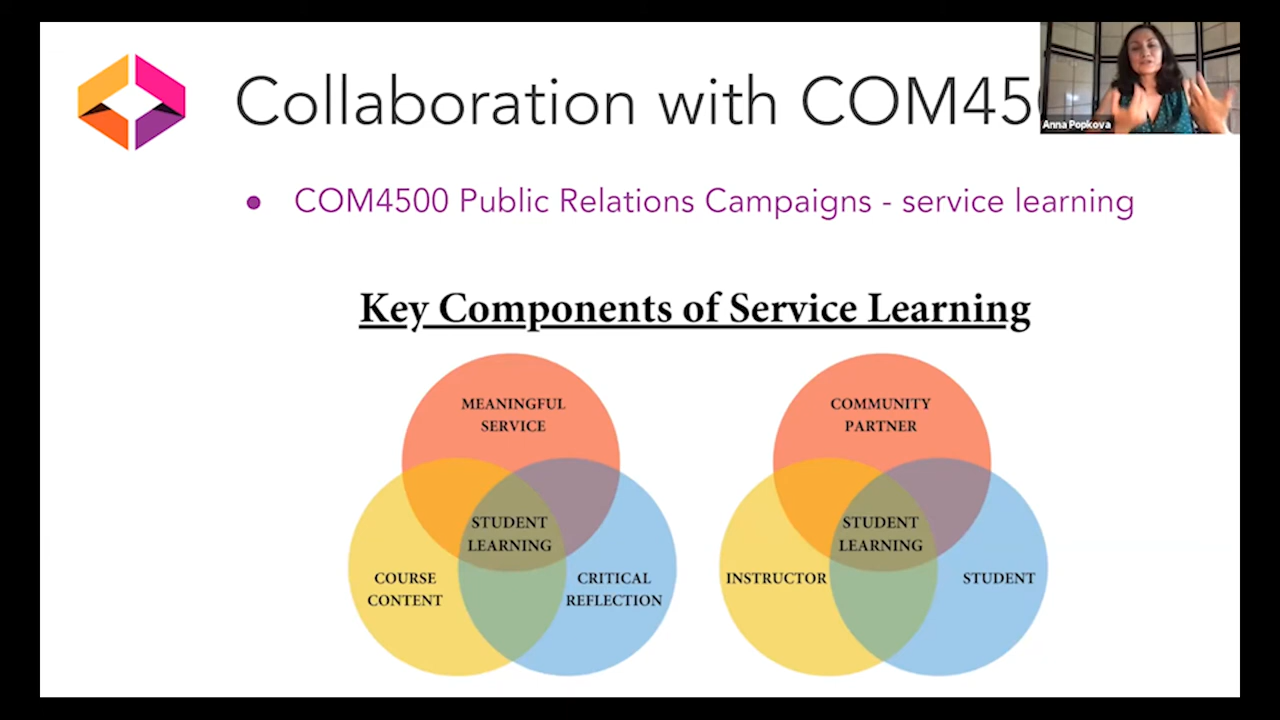 Collaboration with COM45
Anna Popkova
● COM4500 Public Relations Campaigns - service learning
Key Components of Service Learning
MEANINGFUL
SERVICE
STUDENT
LEARNING
COURSE
CONTENT
CRITICAL
REFLECTION
COMMUNITY
PARTNER
STUDENT
LEARNING
INSTRUCTOR
STUDENT